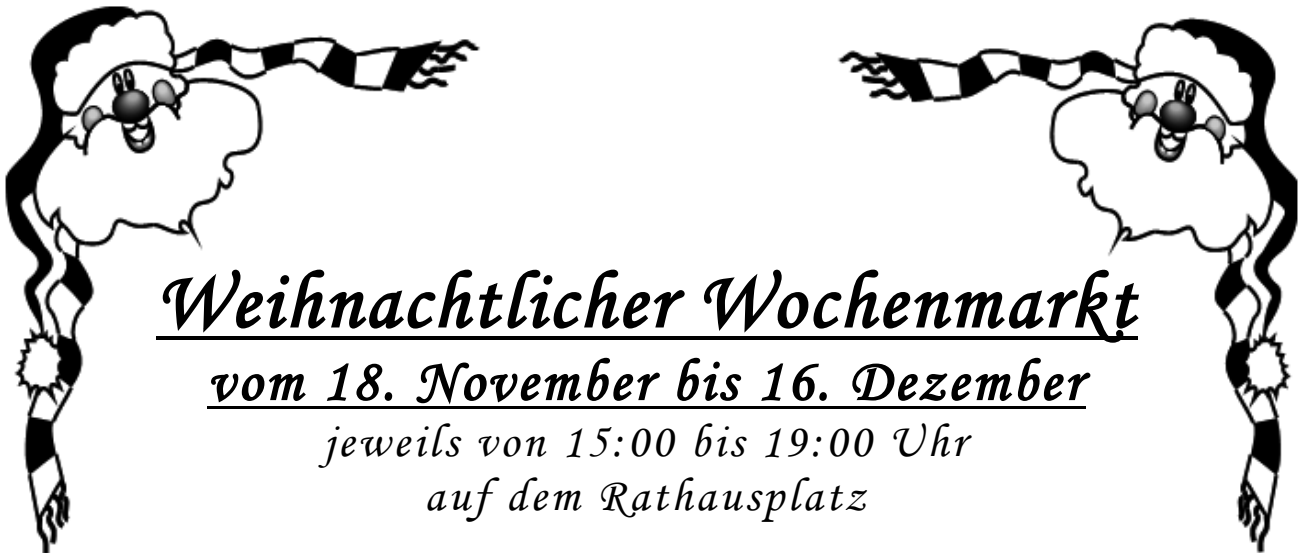 Weihnachtlicher Wochenmarkt
vom 18. November bis 16. Dezember
jeweils von 15:00 bis 19:00 Uhr
auf dem Rathausplatz